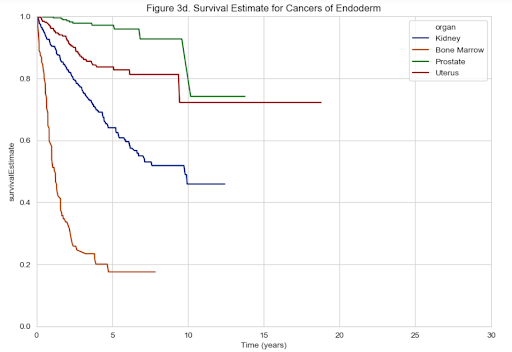 Figure 3d. Survival Estimate for Cancers of Endoderm
organ
Kidney
Bone Marrow
Prostate
Uterus
survivalEstimate
1.0
0.8
0.6
0.4
0.2
0.0
0 5 10 15 20 25 30
Time (years)